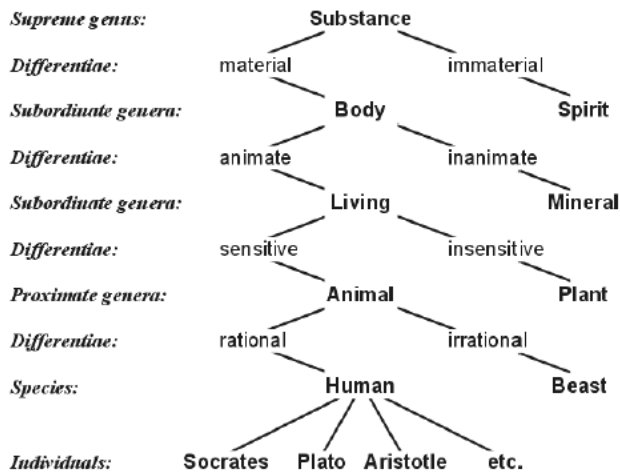 Supreme genus: Substance
Differentiae: material immaterial
Subordinate genera: Body Spirit
Differentiae: animate inanimate
Subordinate genera: Living Mineral
Differentiae: sensitive insensitive
Proximate genera: Animal Plant
Differentiae: rational irrational
Species: Human Beast
Individuals: Socrates Plato Aristotle etc.